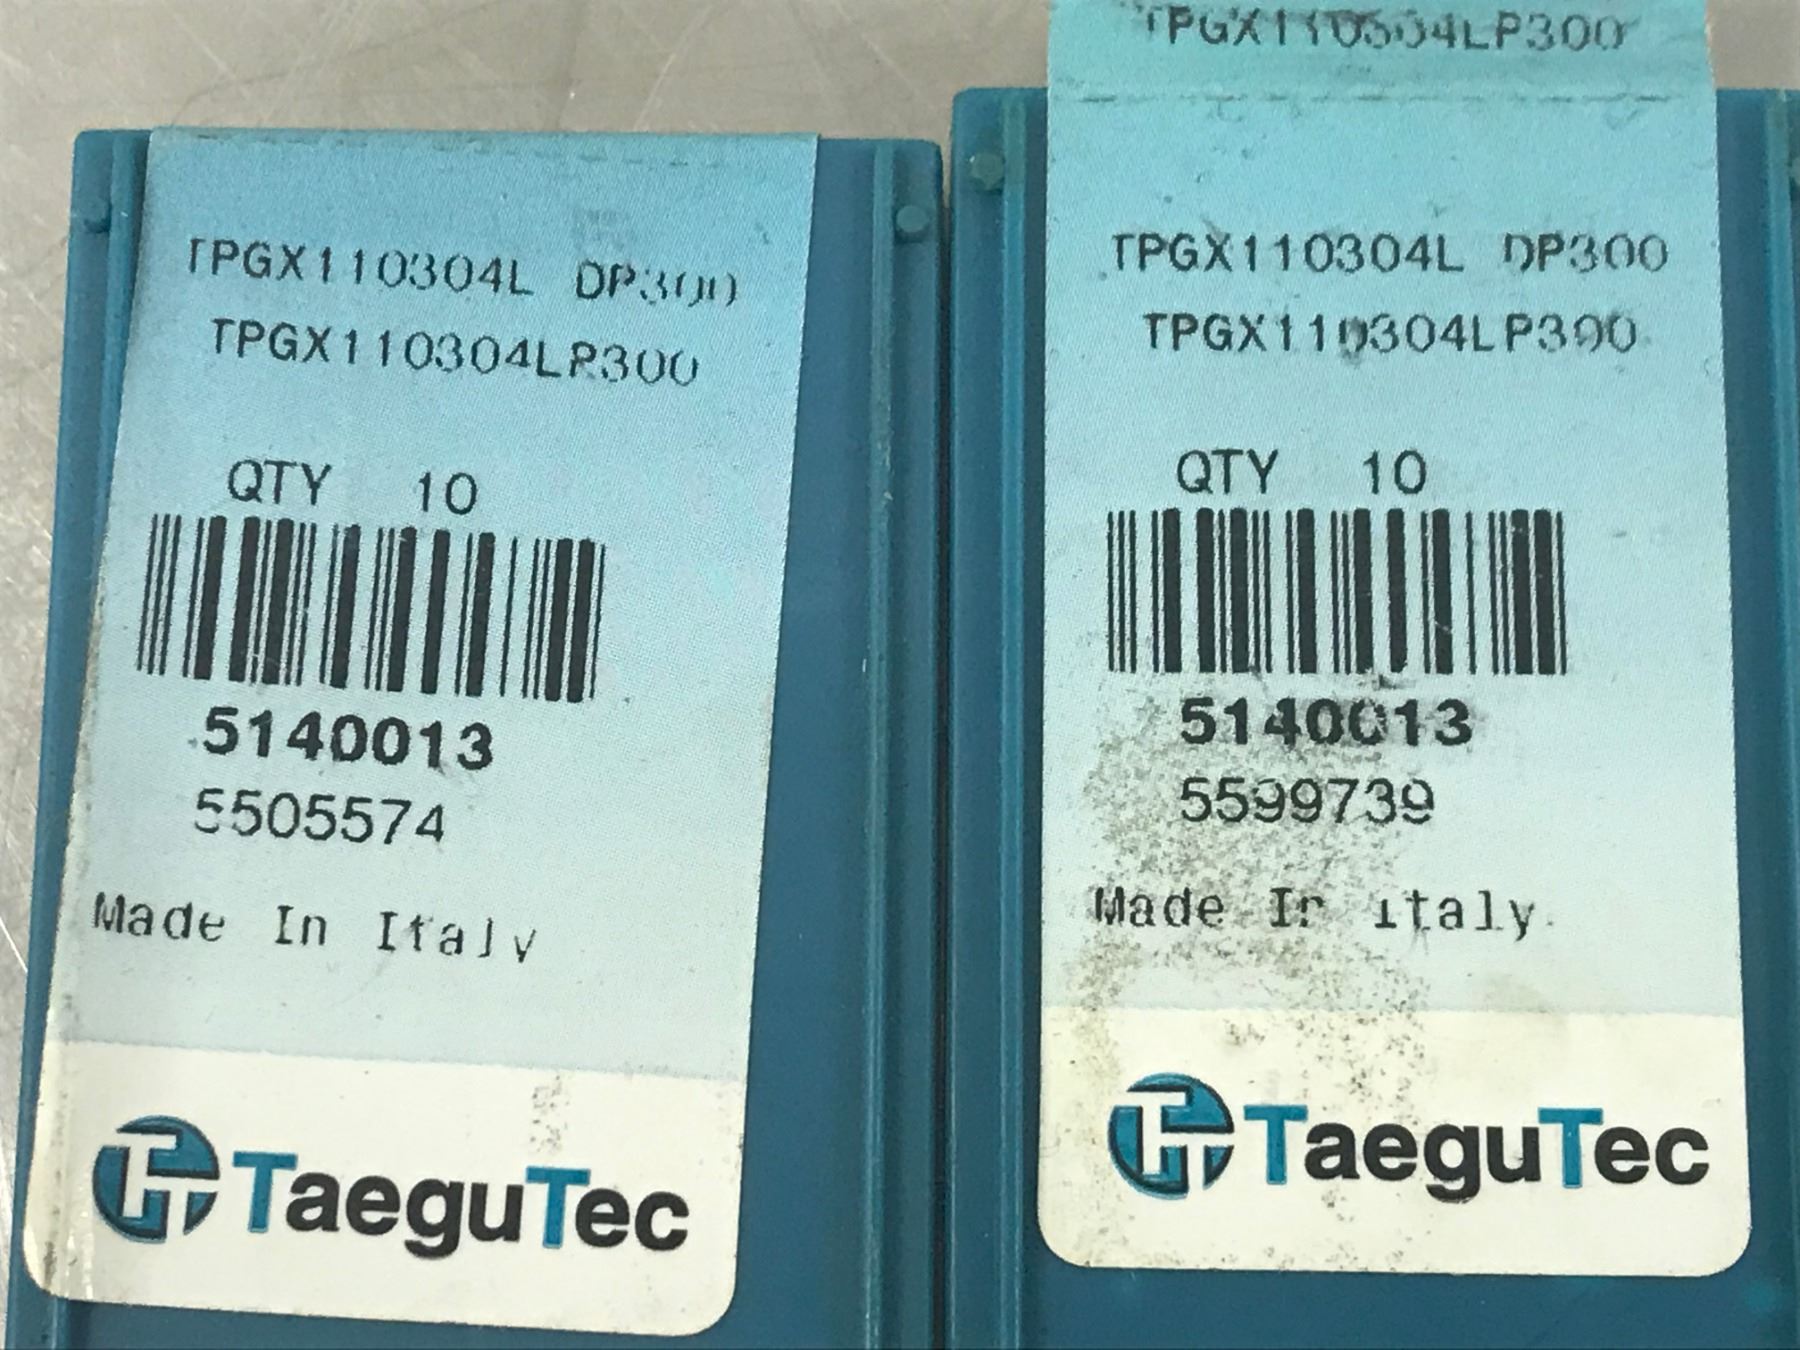 TPGX110304L DP300
TPGX110304LP300
QTY 10
5140013
5505574
Made In Italy
TaeguTec
TPGX110304LP300
TPGX110304L DP300
TPGX110304LP300
QTY 10
5140013
5599739
Made In Italy
TaeguTec